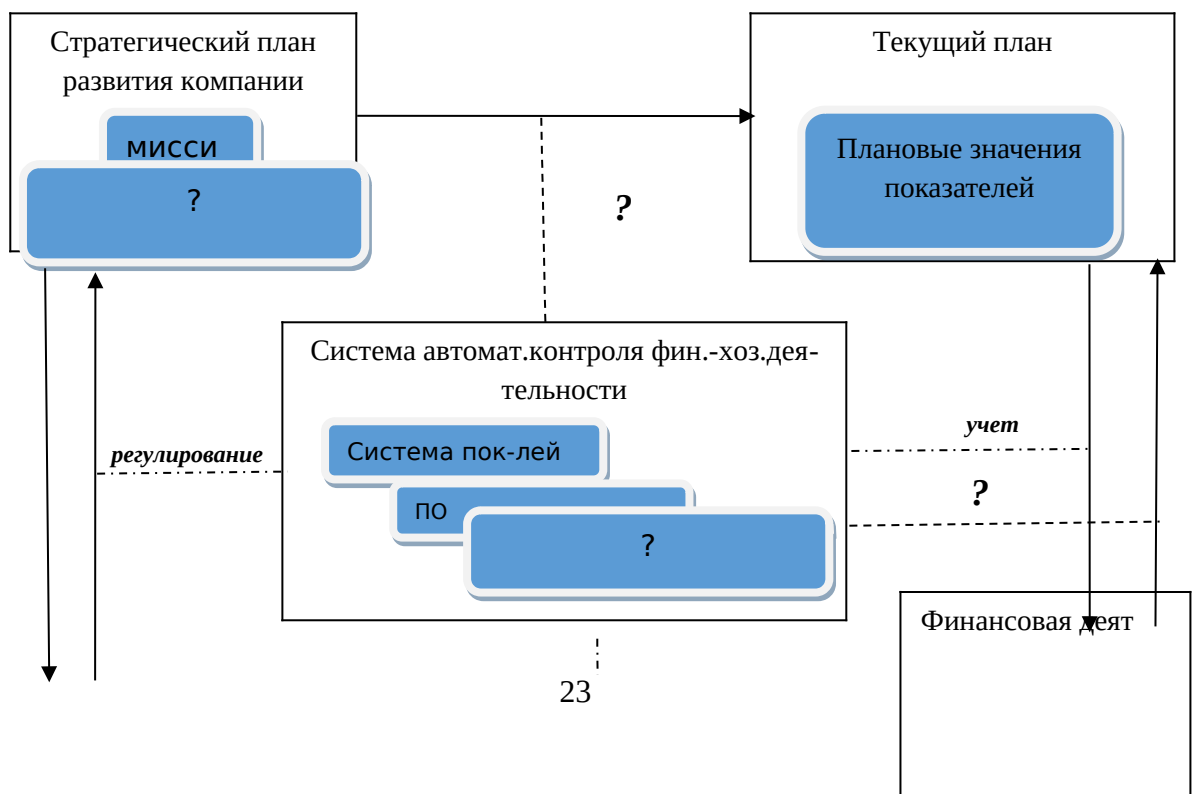 Стратегический план
развития компании
мисси
?
Текущий план
Плановые значения
показателей
?
Система автомат.контроля фин.-хоз.дея-
тельности
Система пок-лей
ПО
?
регулирование
учет
?
Финансовая деят
23